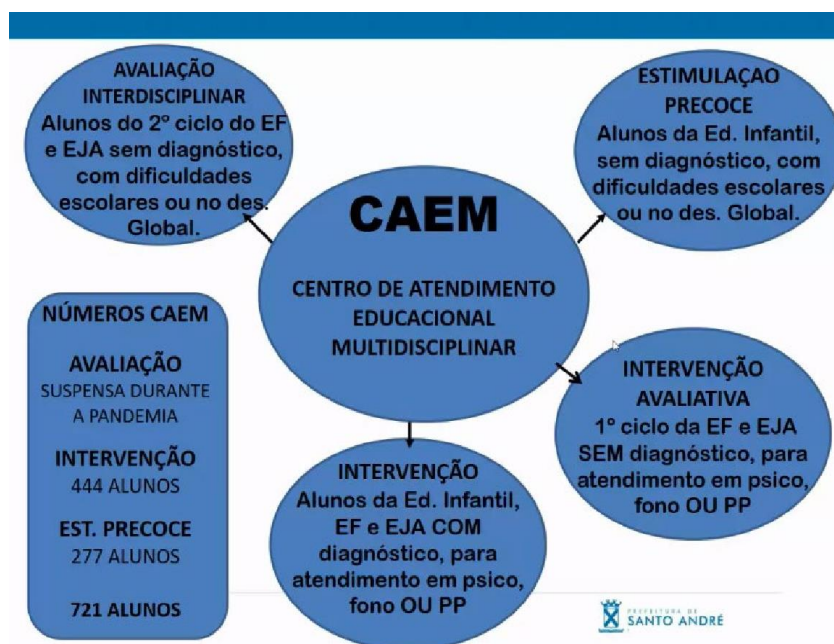 AVALIAÇÃO
INTERDISCIPLINAR
Alunos do 2º ciclo do EF
e EJA sem diagnóstico,
com dificuldades
escolares ou no des.
Global.
ESTIMULAÇAO
PRECOCE
Alunos da Ed. Infantil,
sem diagnóstico, com
dificuldades escolares
ou no des. Global.
CAEM
CENTRO DE ATENDIMENTO
EDUCACIONAL
MULTIDISCIPLINAR
NÚMEROS CAEM
AVALIAÇÃO
SUSPENSA DURANTE
A PANDEMIA
INTERVENÇÃO
444 ALUNOS
EST. PRECOCE
277 ALUNOS
721 ALUNOS
INTERVENÇÃO
Alunos da Ed. Infantil,
EF e EJA COM
diagnóstico, para
atendimento em psico,
fono OU PP
INTERVENÇÃO
AVALIATIVA
1º ciclo da EF e EJA
SEM diagnóstico, para
atendimento em psico,
fono OU PP
PREFEITURA DE
SANTO ANDRÉ